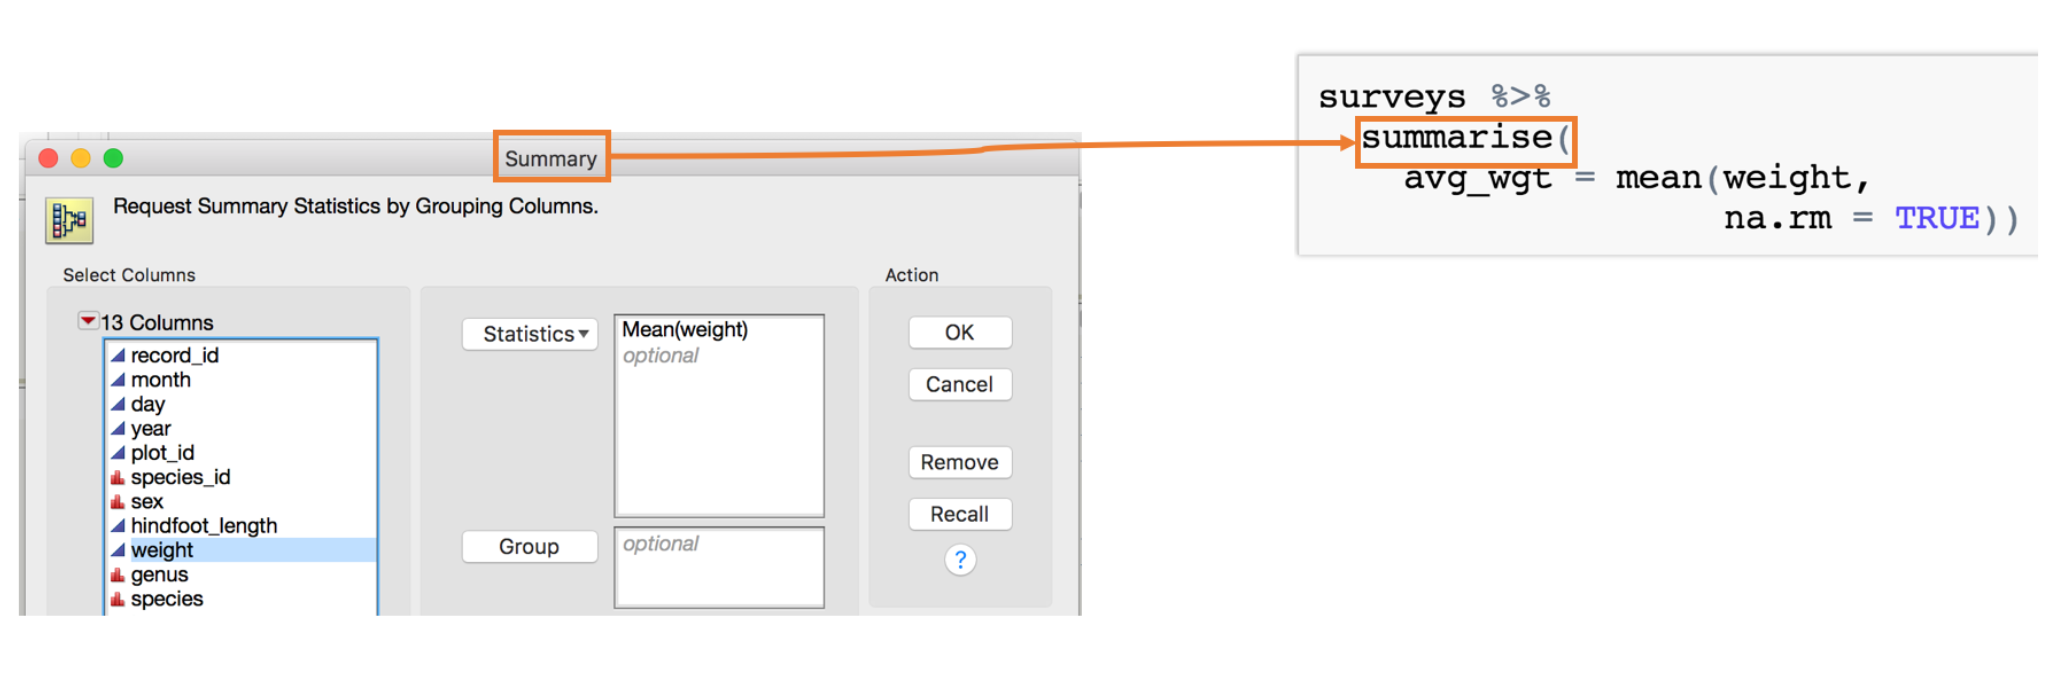 Summary
Request Summary Statistics by Grouping Columns.
Select Columns
13 Columns
record_id
month
day
year
plot_id
species_id
sex
hindfoot_length
weight
genus
species
Statistics
Mean(weight)
optional
Group
optional
Action
OK
Cancel
Remove
Recall
?
surveys %>%
summarise(
avg_wgt = mean(weight,
na.rm = TRUE))